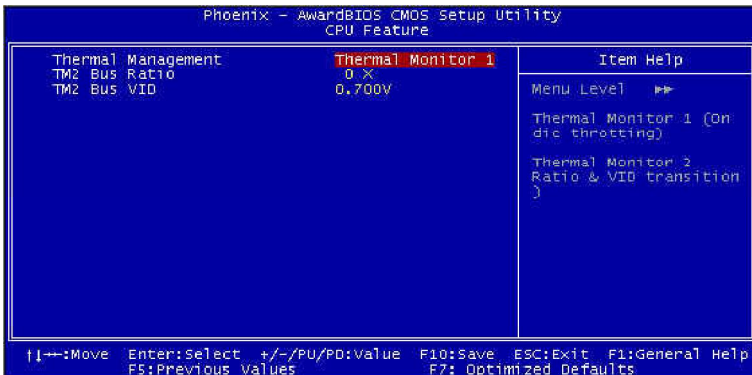 Phoenix - AwardBIOS CMOS Setup Utility
CPU Feature
Thermal Management Thermal Monitor 1
TM2 Bus Ratio 0 X
TM2 Bus VID 0.700V
Item Help
Menu Level ►►
Thermal Monitor 1 (On
dic throtting)
Thermal Monitor 2
Ratio & VID transition
)
↑↓→←:Move Enter:Select +/-/PU/PD:Value F10:Save ESC:Exit F1:General Help
F5:Previous Values F7: Optimized Defaults